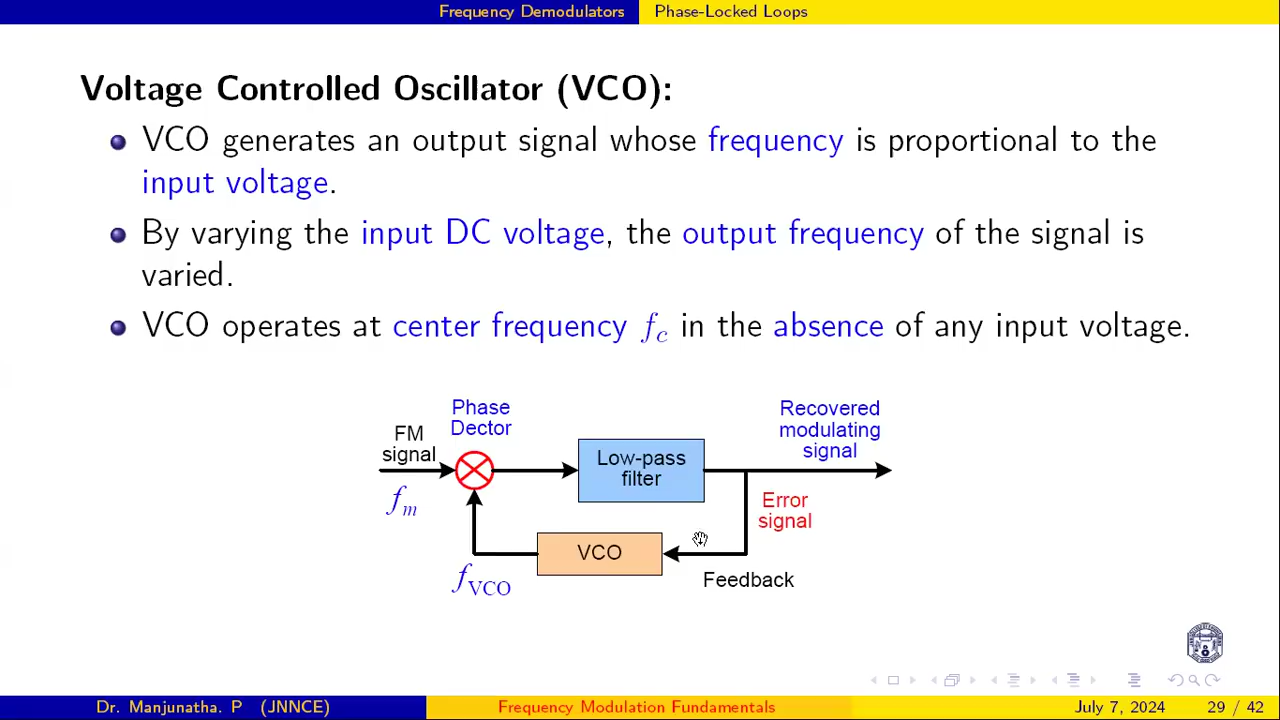 Frequency Demodulators Phase-Locked Loops
Voltage Controlled Oscillator (VCO):
VCO generates an output signal whose frequency is proportional to the
input voltage.
By varying the input DC voltage, the output frequency of the signal is
varied.
VCO operates at center frequency fc in the absence of any input voltage.
Phase
Dector
FM
signal
fm
Low-pass
filter
Recovered
modulating
signal
Error
signal
VCO
Feedback
fVCO
Dr. Manjunatha. P (JNNCE) Frequency Modulation Fundamentals July 7, 2024 29 / 42